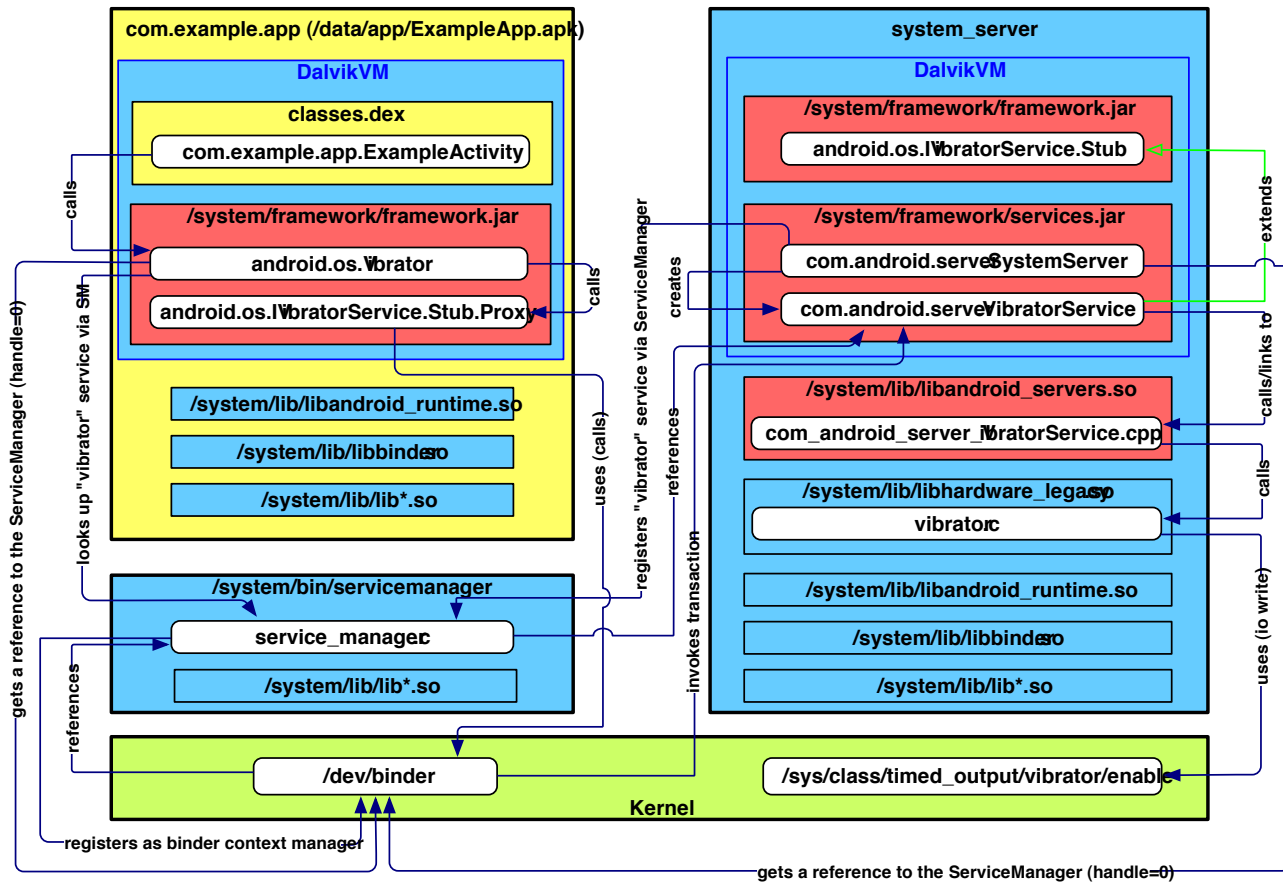 com.example.app (/data/app/ExampleApp.apk)
DalvikVM
classes.dex
com.example.app.ExampleActivity
calls
/system/framework/framework.jar
android.os.Vibrator
calls
android.os.IVibratorService.Stub.Proxy
/system/lib/libandroid_runtime.so
/system/lib/libbinder.so
/system/lib/lib*.so
gets a reference to the ServiceManager (handle=0)
looks up "vibrator" service via SM
uses (calls)
registers "vibrator" service via ServiceManager
references
creates
invokes transaction
system_server
DalvikVM
/system/framework/framework.jar
android.os.IVibratorService.Stub
extends
/system/framework/services.jar
com.android.server.SystemServer
com.android.server.VibratorService
calls/links to
/system/lib/libandroid_servers.so
com_android_server_VibratorService.cpp
calls
/system/lib/libhardware_legacy.so
vibrator.c
uses (io write)
/system/lib/libandroid_runtime.so
/system/lib/libbinder.so
/system/lib/lib*.so
/system/bin/servicemanager
service_manager.c
/system/lib/lib*.so
references
/dev/binder
/sys/class/timed_output/vibrator/enable
Kernel
registers as binder context manager
gets a reference to the ServiceManager (handle=0)